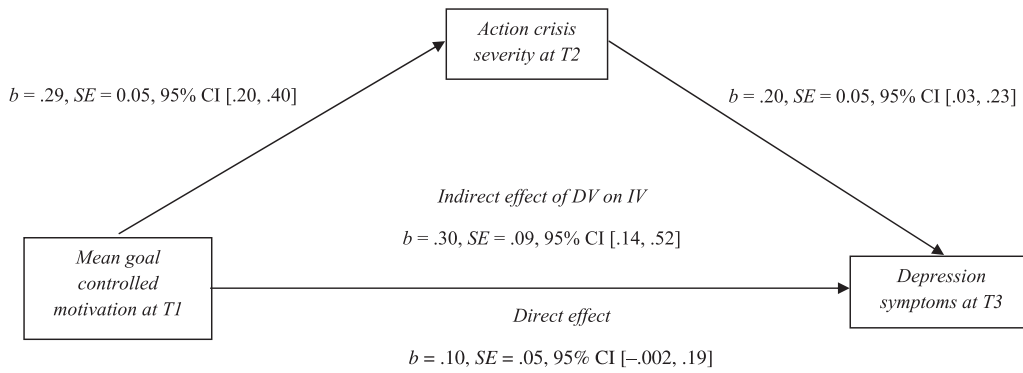 Action crisis
severity at T2
b = .29, SE = 0.05, 95% CI [.20, .40]
b = .20, SE = 0.05, 95% CI [.03, .23]
Indirect effect of DV on IV
b = .30, SE = .09, 95% CI [.14, .52]
Mean goal
controlled
motivation at T1
Depression
symptoms at T3
Direct effect
b = .10, SE = .05, 95% CI [–.002, .19]